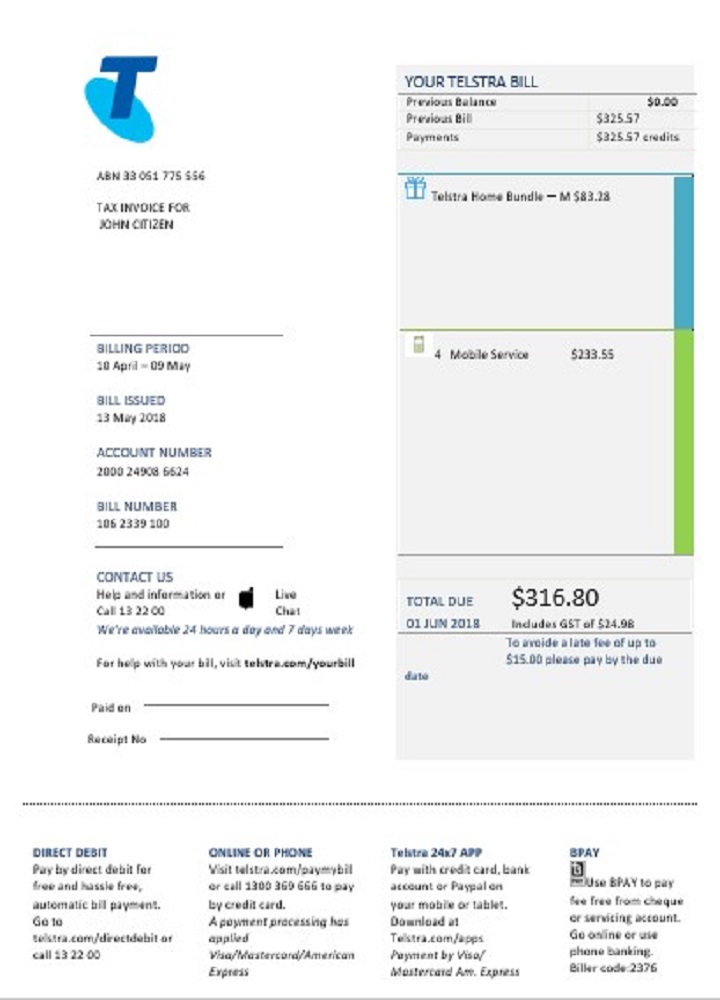 T
ABN 33 051 775 556
TAX INVOICE FOR
JOHN CITIZEN
BILLING PERIOD
10 April – 09 May
BILL ISSUED
13 May 2018
ACCOUNT NUMBER
2000 24908 6624
BILL NUMBER
106 2339 100
CONTACT US
Help and information or
Call 13 22 00
Live
Chat
We're available 24 hours a day and 7 days week
For help with your bill, visit telstra.com/yourbill
Paid on
Receipt No
YOUR TELSTRA BILL
Previous Balance $0.00
Previous Bill $325.57
Payments $325.57 credits
Telstra Home Bundle – M $83.28
4 Mobile Service $233.55
TOTAL DUE $316.80
01 JUN 2018 Includes GST of $24.98
To avoide a late fee of up to
$15.00 please pay by the due
date
DIRECT DEBIT
Pay by direct debit for
free and hassle free,
automatic bill payment.
Go to
telstra.com/directdebit or
call 13 22 00
ONLINE OR PHONE
Visit telstra.com/paymybill
or call 1300 369 666 to pay
by credit card.
A payment processing has
applied
Visa/Mastercard/American
Express
Telstra 24x7 APP
Pay with credit card, bank
account or Paypal on
your mobile or tablet.
Download at
Telstra.com/apps
Payment by Visa/
Mastercard Am. Express
BPAY
Use BPAY to pay
fee free from cheque
or servicing account.
Go online or use
phone banking.
Biller code:2376